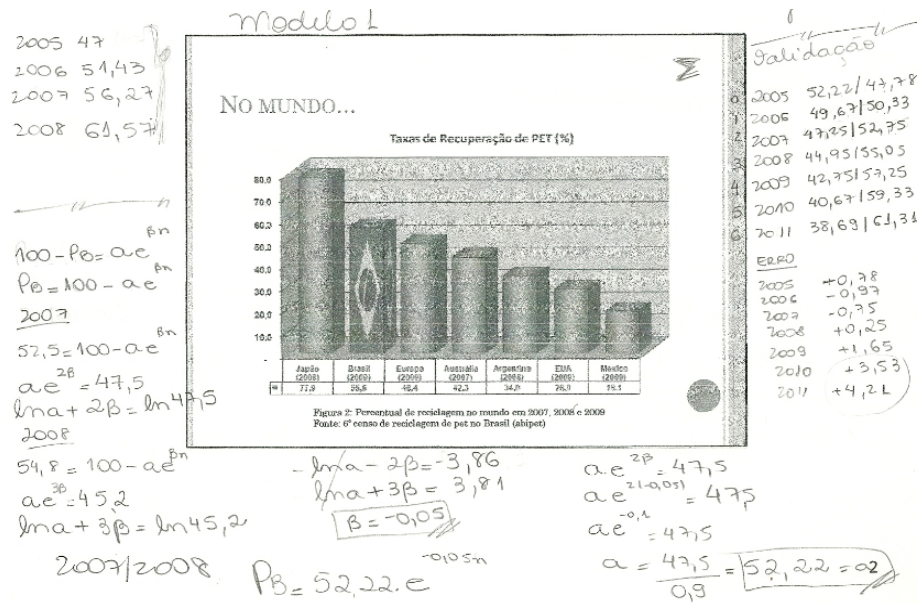 Modelo 1
2005 47
2006 51,43
2007 56,27
2008 61,57
100-PB = ae^βn
PB = 100 - ae^βn
2007
52,5 = 100 - ae^βn
ae^2β = 47,5
lna + 2β = ln47,5
2008
54,8 = 100 - ae^βn
ae^3β = 45,2
lna + 3β = ln45,2
2007/2008
NO MUNDO...
Taxas de Recuperação de PET (%)
80.0
70.0
60.0
50.0
40.0
30.0
20.0
10.0
-
Japão (2008) Brasil (2009) Europa (2009) Austrália (2007) Argentina (2008) EUA (2009) México (2009)
77,9 55,6 48,4 42,3 34,0 28,0
Figura 2: Percentual de reciclagem no mundo em 2007, 2008 e 2009
Fonte: 6º censo de reciclagem de pet no Brasil (abipet)
-lna - 2β = -3,86
lna + 3β = 3,81
β = -0,05
PB = 52,22.e^-0,05n
ae^2β = 47,5
ae^2(-0,05) = 475
ae^-0,1 = 47,5
a = 47,5/0,9 = 52,22 = a2
Validação
0 2005 52,22/47,78
1 2006 49,67/50,33
2 2007 47,25/52,75
3 2008 44,95/55,05
4 2009 42,75/57,25
5 2010 40,67/59,33
6 2011 38,69/61,31
ERRO
2005 +0,78
2006 -0,97
2007 -0,75
2008 +0,25
2009 +1,65
2010 +3,53
2011 +4,21